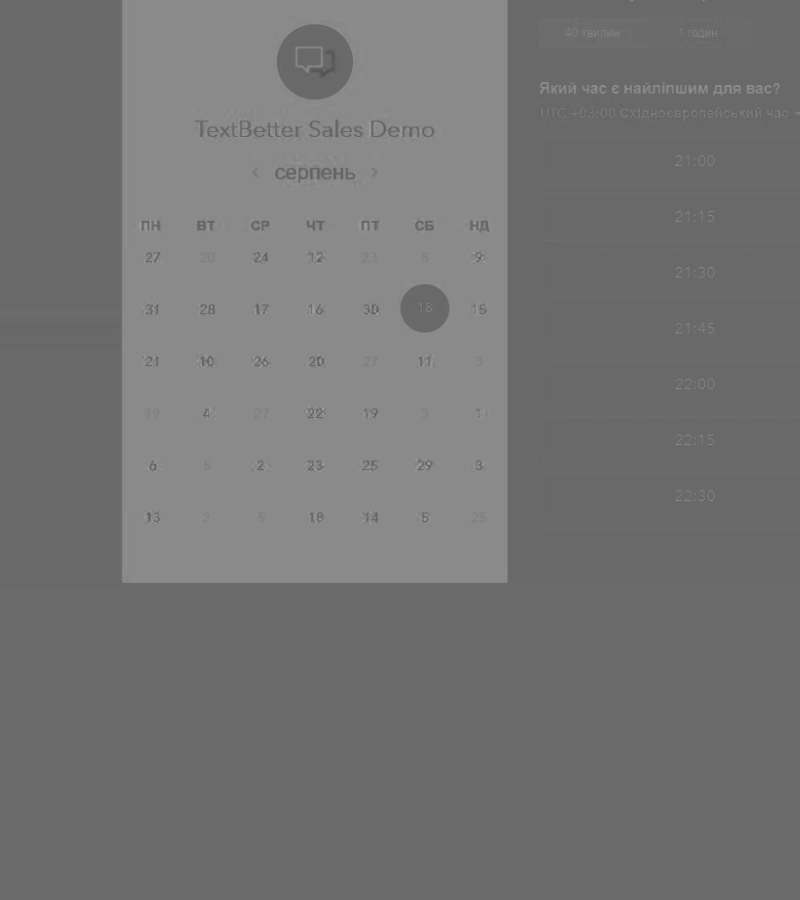 TextBetter Sales Demo
‹ серпень ›
ПН ВТ СР ЧТ ПТ СБ НД
27 20 24 12 23 5 9
31 28 17 16 30 18 15
21 10 26 20 27 11 3
19 4 27 22 19 3 1
6 5 2 23 25 29 3
13 2 5 18 14 5 25
40 хвилин 1 годин
Який час є найліпшим для вас?
UTC +03:00 Східноєвропейський час
21:00
21:15
21:30
21:45
22:00
22:15
22:30